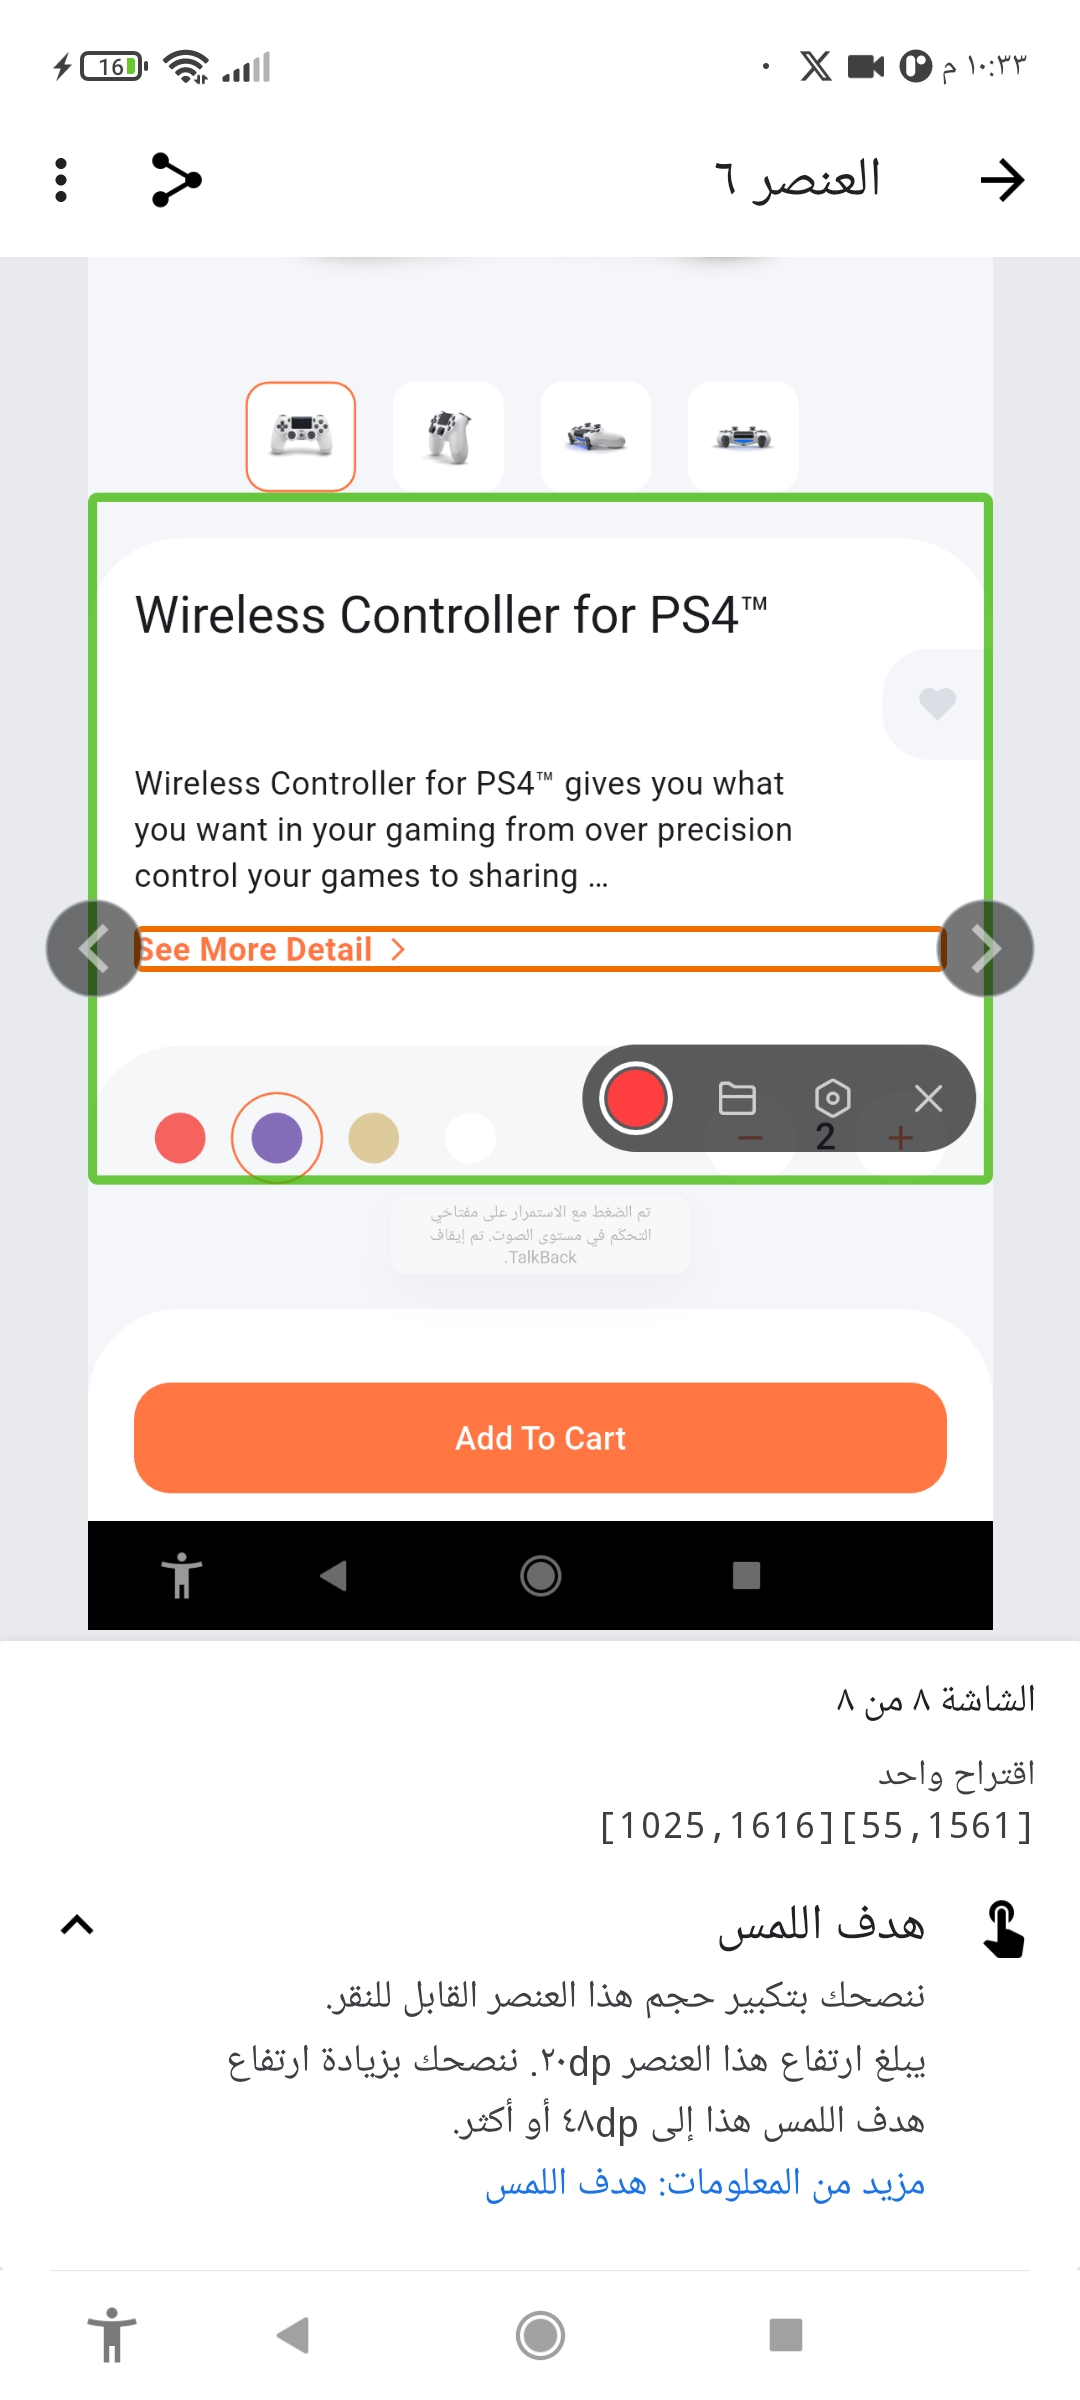 16
١٠:٣٣ م
العنصر ٦
Wireless Controller for PS4™
Wireless Controller for PS4™ gives you what
you want in your gaming from over precision
control your games to sharing ...
See More Detail
2
تم الضغط مع الاستمرار على مفتاحَي
التحكّم في مستوى الصوت. تم إيقاف
TalkBack.
Add To Cart
الشاشة ٨ من ٨
اقتراح واحد
[55,1561][1025,1616]
هدف اللمس
ننصحك بتكبير حجم هذا العنصر القابل للنقر.
يبلغ ارتفاع هذا العنصر ٢٠dp. ننصحك بزيادة ارتفاع
هدف اللمس هذا إلى ٤٨dp أو أكثر.
مزيد من المعلومات: هدف اللمس